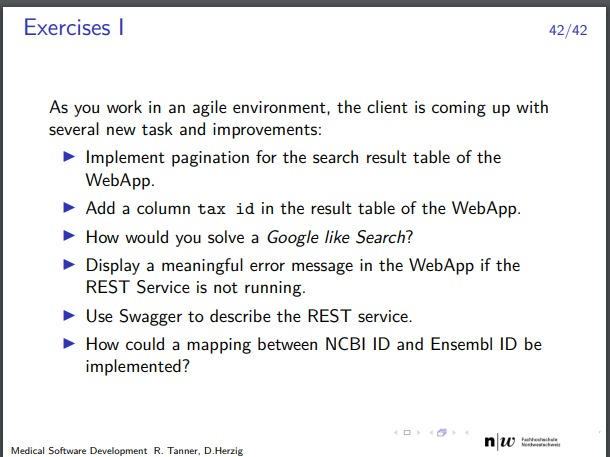 Exercises I
42/42
As you work in an agile environment, the client is coming up with
several new task and improvements:
Implement pagination for the search result table of the
WebApp.
Add a column tax id in the result table of the WebApp.
How would you solve a Google like Search?
Display a meaningful error message in the WebApp if the
REST Service is not running.
Use Swagger to describe the REST service.
How could a mapping between NCBI ID and Ensembl ID be
implemented?
n|w Fachhochschule
Nordwestschweiz
Medical Software Development R. Tanner, D.Herzig